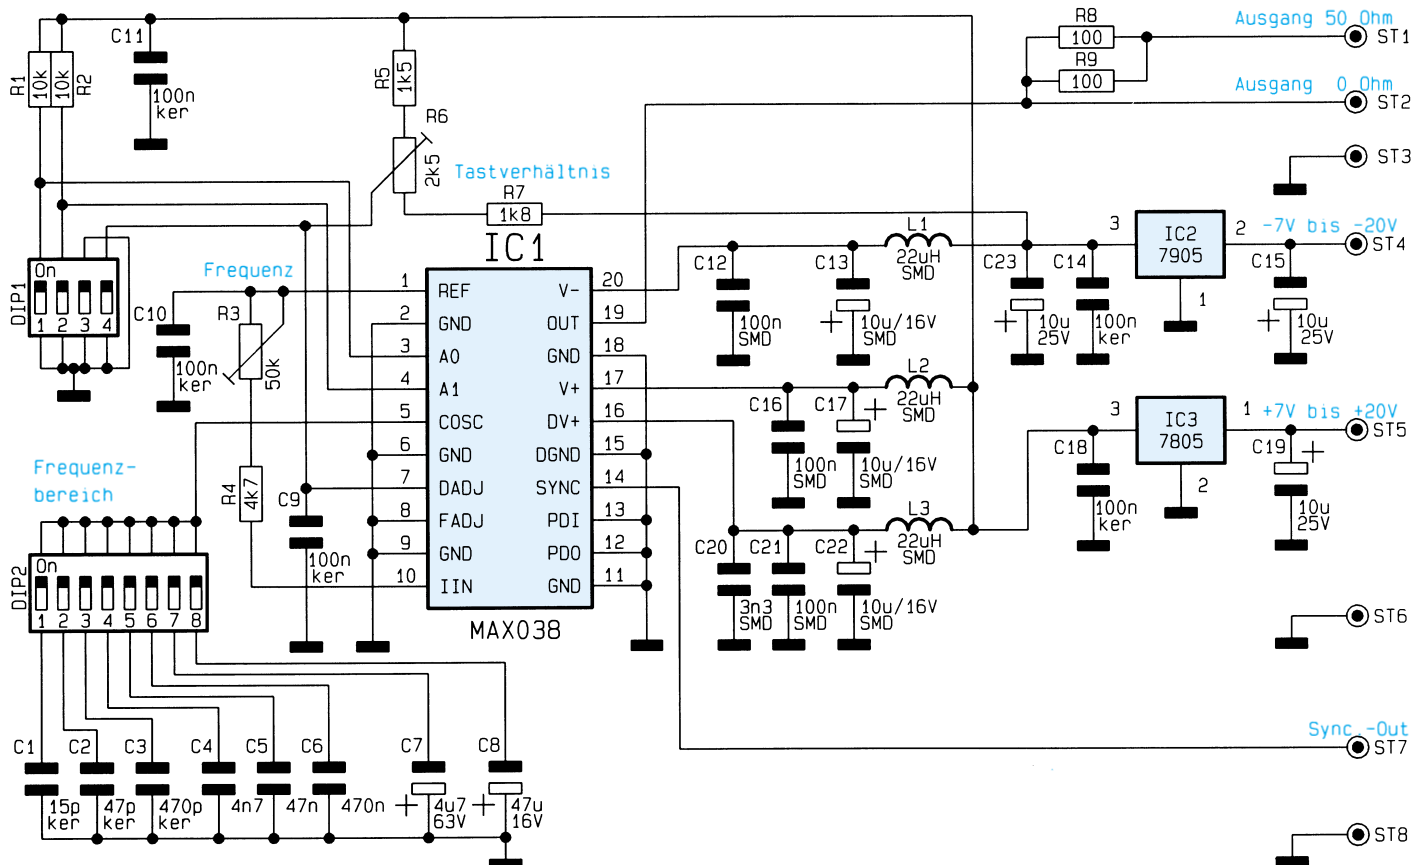 C11
100n
ker
R1
10k
10k
R2
R5
1k5
R6
2k5
Tastverhältnis
R7
1k8
R8
100
R9
100
Ausgang 50 Ohm
ST1
Ausgang 0 Ohm
ST2
ST3
DIP1
On
1 2 3 4
Frequenz
C10
100n
ker
R3
50k
R4
4k7
C9
100n
ker
IC1
1 REF
2 GND
3 A0
4 A1
5 COSC
6 GND
7 DADJ
8 FADJ
9 GND
10 IIN
V- 20
OUT 19
GND 18
V+ 17
DV+ 16
DGND 15
SYNC 14
PDI 13
PDO 12
GND 11
MAX038
C12
100n
SMD
C13
+
10u/16V
SMD
L1
22uH
SMD
C23
+
10u
25V
C14
100n
ker
3
IC2
7905
2
1
-7V bis -20V
ST4
C15
+
10u
25V
C16
100n
SMD
C17
+
10u/16V
SMD
L2
22uH
SMD
C18
100n
ker
3
IC3
7805
1
2
+7V bis +20V
ST5
C19
+
10u
25V
C20
3n3
SMD
C21
100n
SMD
C22
+
10u/16V
SMD
L3
22uH
SMD
ST6
Sync.-Out
ST7
ST8
Frequenz-
bereich
DIP2
On
1 2 3 4 5 6 7 8
C1
15p
ker
C2
47p
ker
C3
470p
ker
C4
4n7
C5
47n
C6
470n
C7
+
4u7
63V
C8
+
47u
16V